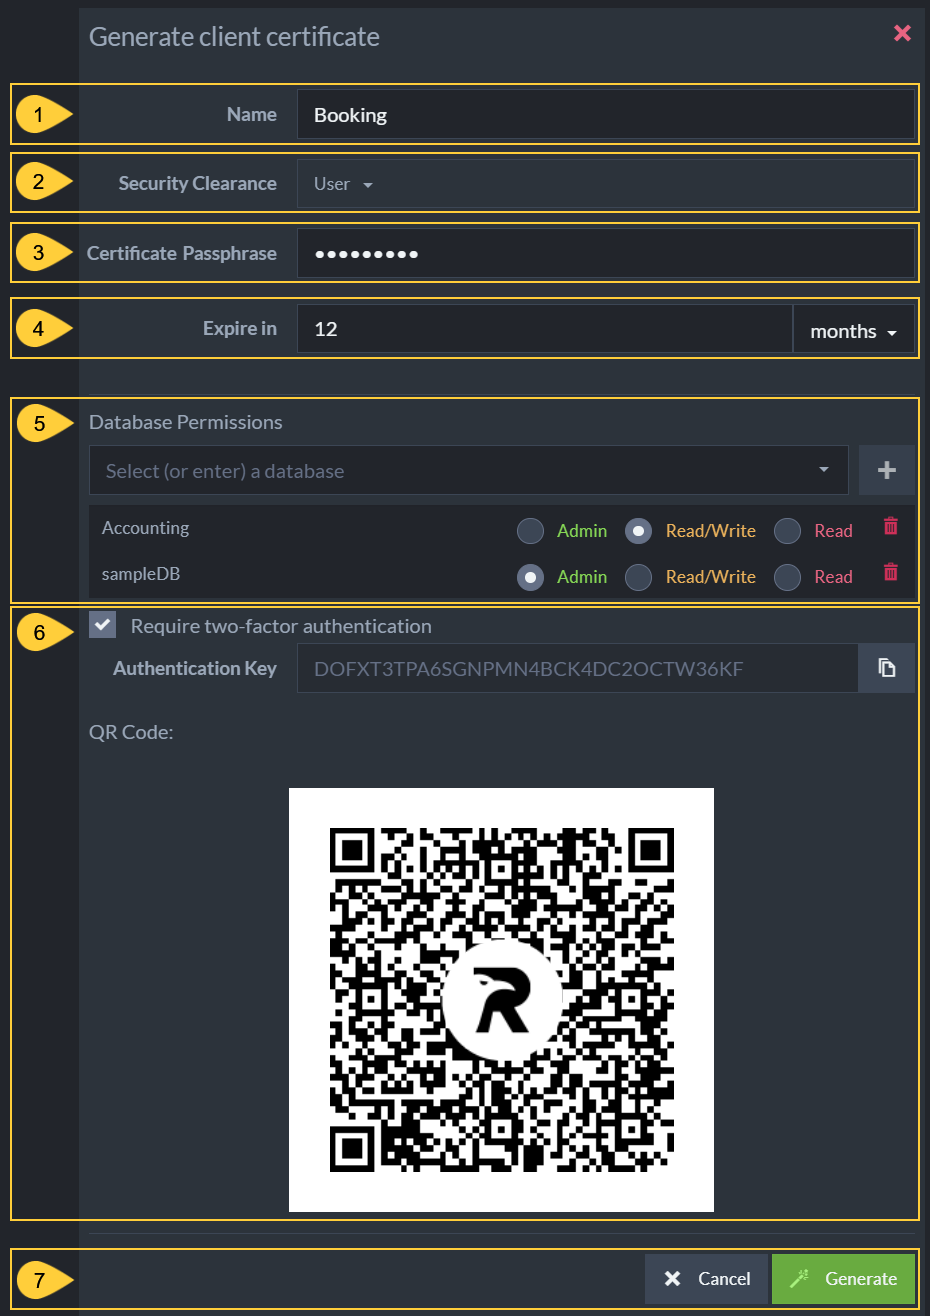 Generate client certificate
1 Name Booking
2 Security Clearance User
3 Certificate Passphrase •••••••••
4 Expire in 12 months
5 Database Permissions
Select (or enter) a database
Accounting Admin Read/Write Read
sampleDB Admin Read/Write Read
6 Require two-factor authentication
Authentication Key DOFXT3TPA6SGNPMN4BCK4DC2OCTW36KF
QR Code:
R
7 Cancel Generate